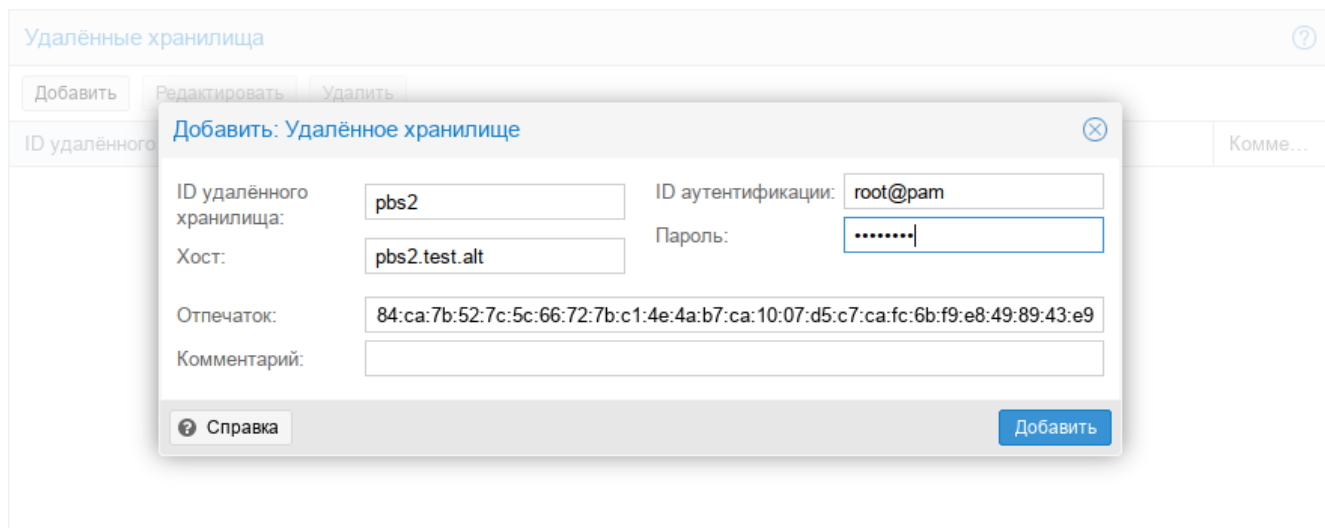 Удалённые хранилища
Добавить Редактировать Удалить
ID удалённого Комме...
Добавить: Удалённое хранилище
ID удалённого хранилища: pbs2
ID аутентификации: root@pam
Хост: pbs2.test.alt
Пароль: ••••••••
Отпечаток: 84:ca:7b:52:7c:5c:66:72:7b:c1:4e:4a:b7:ca:10:07:d5:c7:ca:fc:6b:f9:e8:49:89:43:e9
Комментарий:
Справка
Добавить